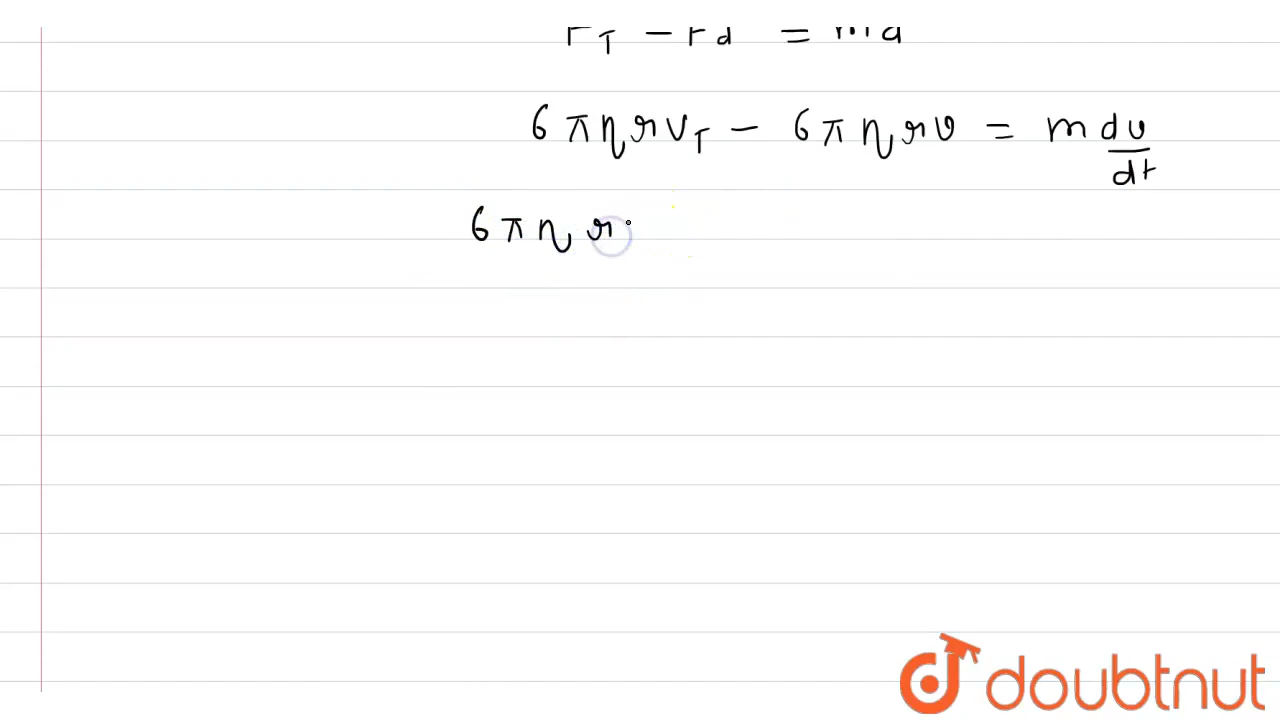 F_T - F_d = ma
6πηrv_T - 6πηrv = m dv/dt
6πηr
doubtnut